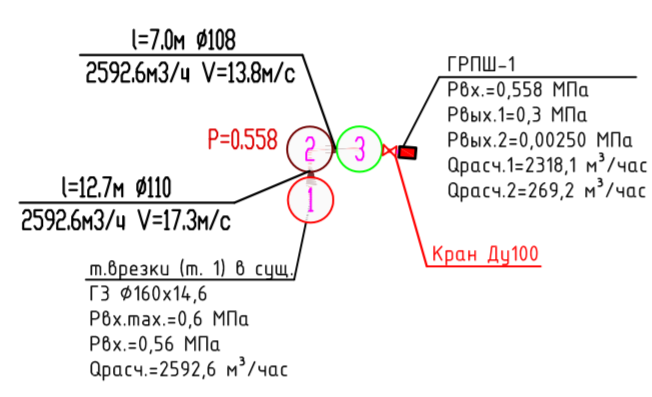 l=7.0м Ø108
2592.6м3/ч V=13.8м/с
ГРПШ-1
Рвх.=0,558 МПа
Рвых.1=0,3 МПа
Рвых.2=0,00250 МПа
Qрасч.1=2318,1 м³/час
Qрасч.2=269,2 м³/час
P=0.558
2
3
l=12.7м Ø110
2592.6м3/ч V=17.3м/с
1
Кран Ду100
т.врезки (т. 1) в сущ.
ГЗ Ø160х14,6
Рвх.max.=0,6 МПа
Рвх.=0,56 МПа
Qрасч.=2592,6 м³/час